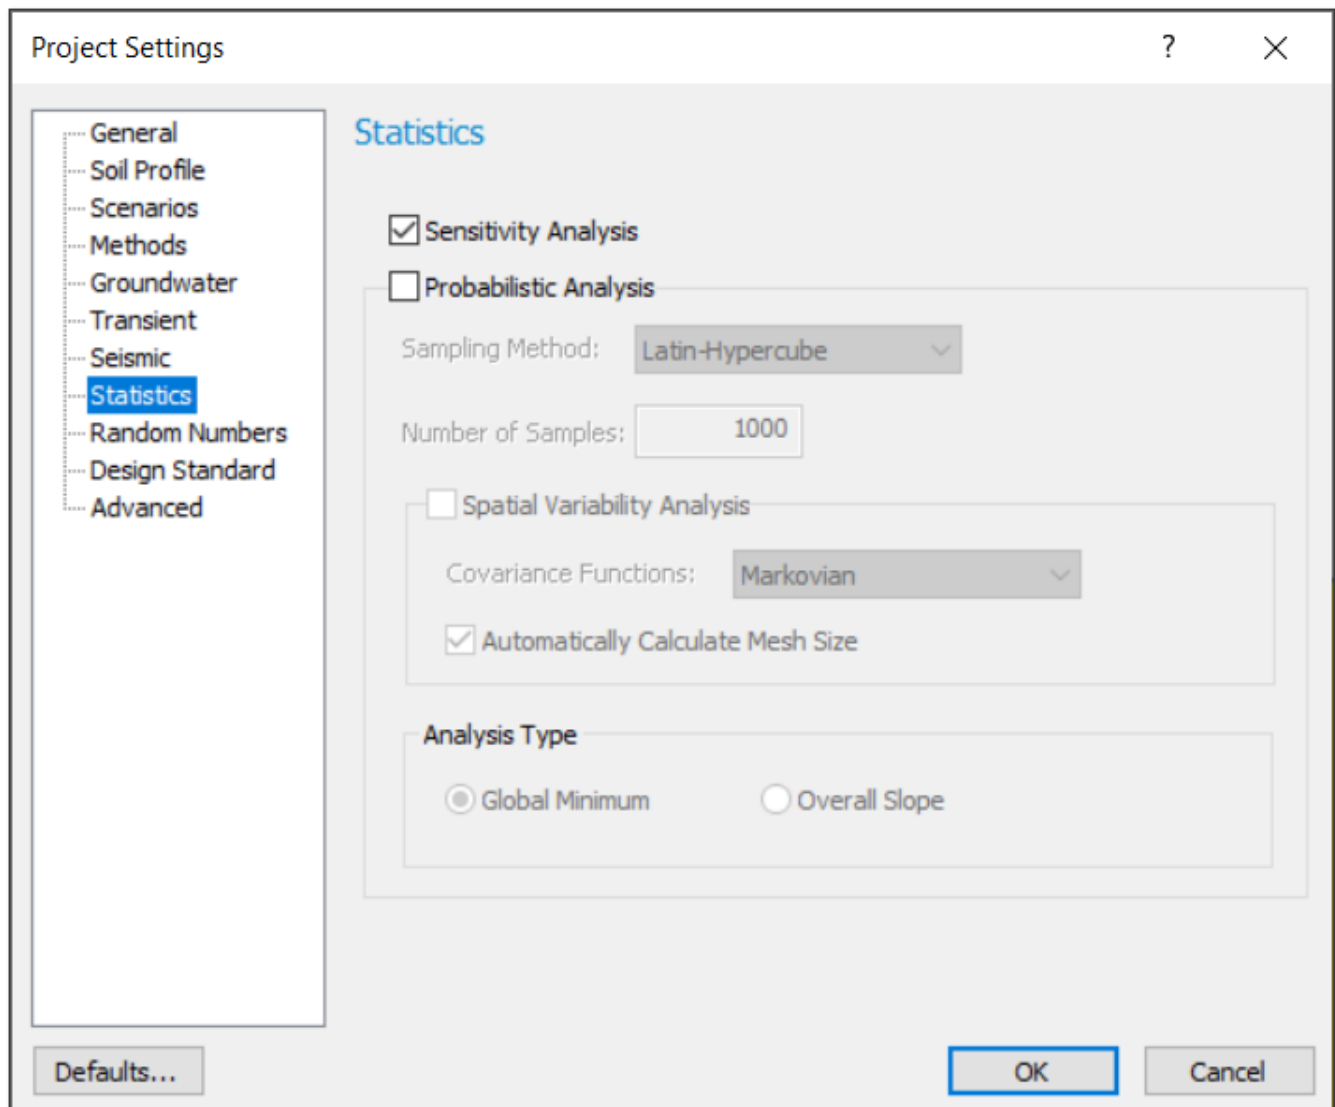 Project Settings
?
General
Soil Profile
Scenarios
Methods
Groundwater
Transient
Seismic
Statistics
Random Numbers
Design Standard
Advanced
Statistics
Sensitivity Analysis
Probabilistic Analysis
Sampling Method: Latin-Hypercube
Number of Samples: 1000
Spatial Variability Analysis
Covariance Functions: Markovian
Automatically Calculate Mesh Size
Analysis Type
Global Minimum Overall Slope
Defaults... OK Cancel